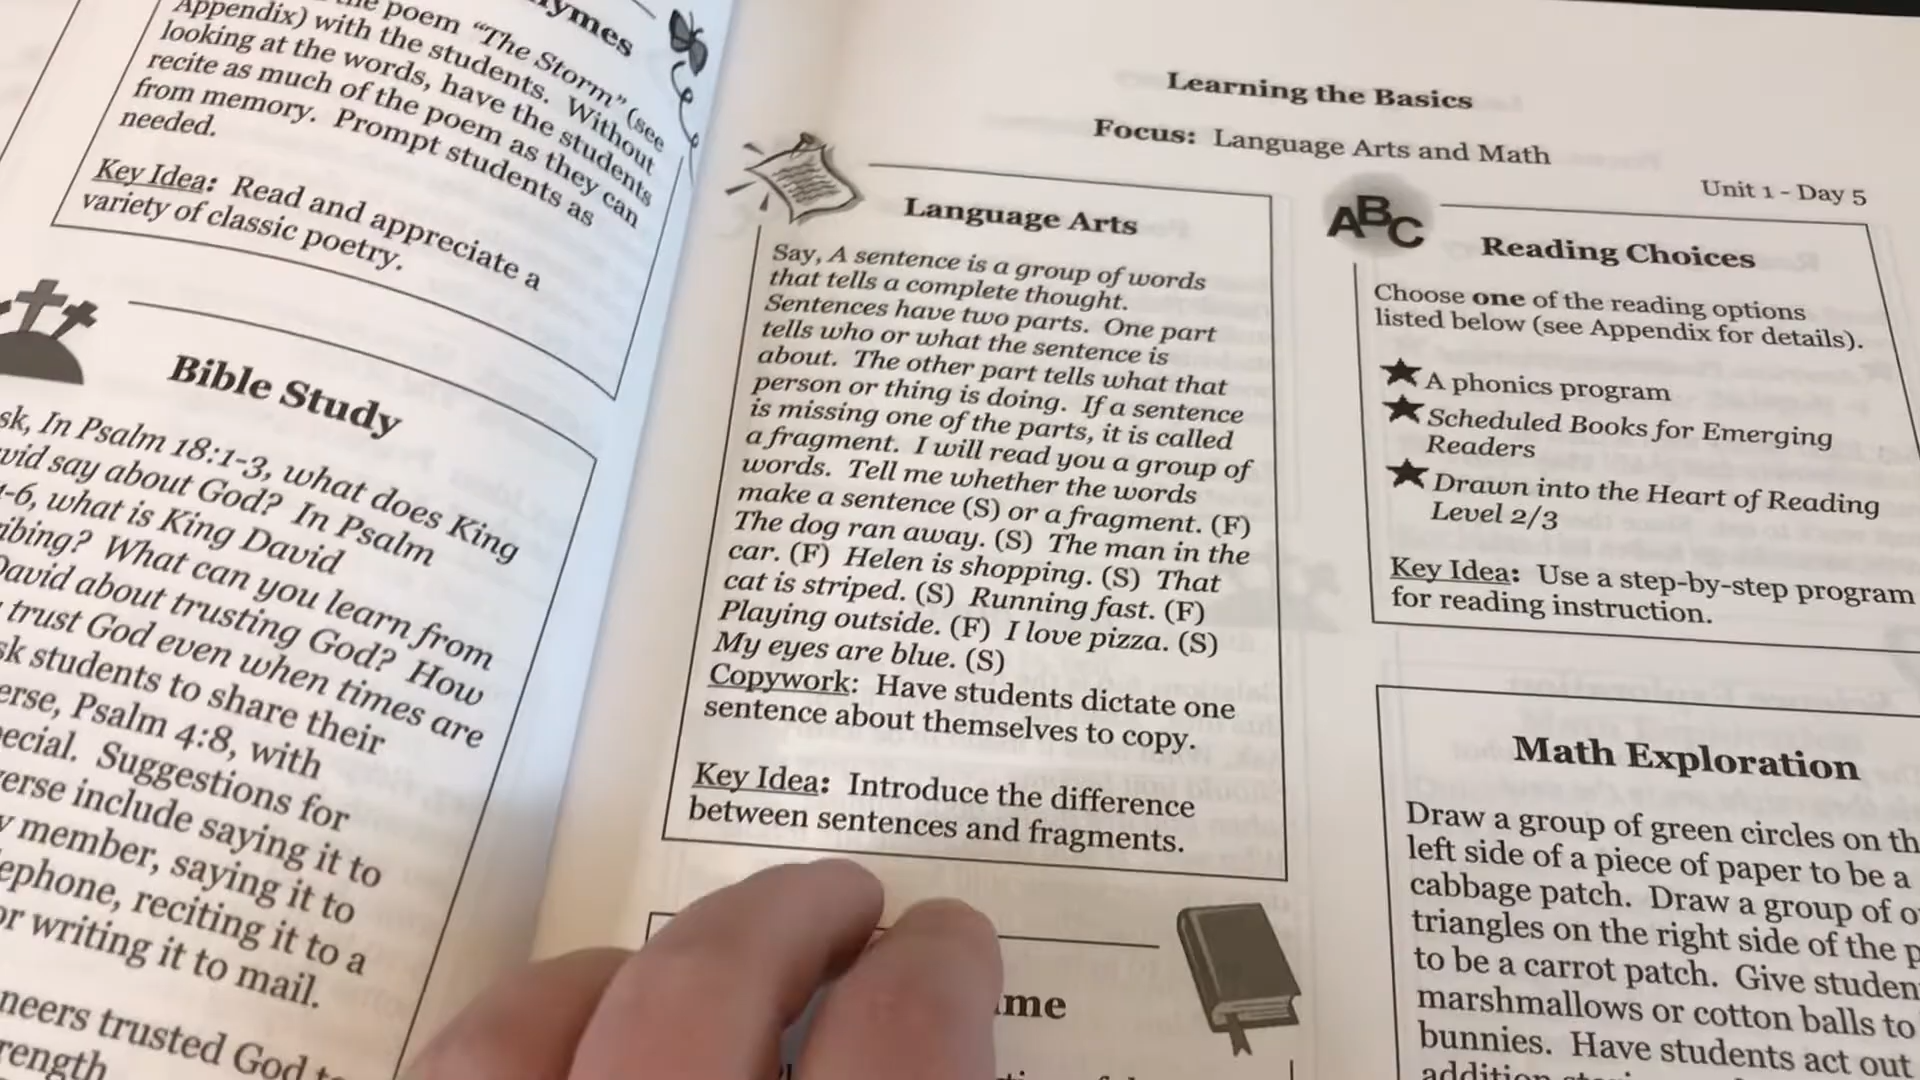 ymes
the poem "The Storm" (see
Appendix) with the students. Without
looking at the words, have the students
recite as much of the poem as they can
from memory. Prompt students as
needed.
Key Idea: Read and appreciate a
variety of classic poetry.
Bible Study
sk, In Psalm 18:1-3, what does King
vid say about God? In Psalm
-6, what is King David
ibing? What can you learn from
David about trusting God? How
trust God even when times are
sk students to share their
erse, Psalm 4:8, with
ecial. Suggestions for
erse include saying it to
y member, saying it to
ephone, reciting it to a
or writing it to mail.
neers trusted God
rength
Learning the Basics
Focus: Language Arts and Math
Unit 1 - Day 5
Language Arts
Say, A sentence is a group of words
that tells a complete thought.
Sentences have two parts. One part
tells who or what the sentence is
about. The other part tells what that
person or thing is doing. If a sentence
is missing one of the parts, it is called
a fragment. I will read you a group of
words. Tell me whether the words
make a sentence (S) or a fragment. (F)
The dog ran away. (S) The man in the
car. (F) Helen is shopping. (S) That
cat is striped. (S) Running fast. (F)
Playing outside. (F) I love pizza. (S)
My eyes are blue. (S)
Copywork: Have students dictate one
sentence about themselves to copy.
Key Idea: Introduce the difference
between sentences and fragments.
ime
ABC
Reading Choices
Choose one of the reading options
listed below (see Appendix for details).
A phonics program
Scheduled Books for Emerging
Readers
Drawn into the Heart of Reading
Level 2/3
Key Idea: Use a step-by-step program
for reading instruction.
Math Exploration
Draw a group of green circles on th
left side of a piece of paper to be a
cabbage patch. Draw a group of o
triangles on the right side of the p
to be a carrot patch. Give studen
marshmallows or cotton balls to
bunnies. Have students act out
addition